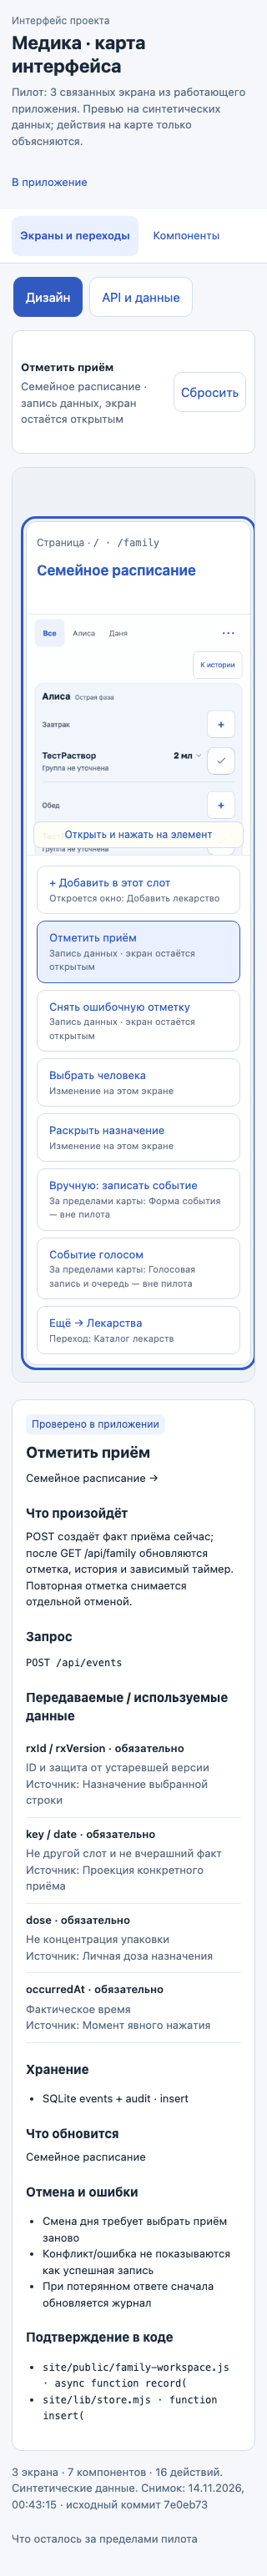 Интерфейс проекта
Медика · карта
интерфейса
Пилот: 3 связанных экрана из работающего
приложения. Превью на синтетических
данных; действия на карте только
объясняются.
В приложение
Экраны и переходы Компоненты
Дизайн API и данные
Отметить приём
Семейное расписание ·
запись данных, экран
остаётся открытым
Сбросить
Страница · / · /family
Семейное расписание
Все Алиса Даня ···
К истории
Алиса Острая фаза
Завтрак +
ТестРаствор 2 мл
Группа не уточнена
Обед +
Открыть и нажать на элемент
Группа не уточнена
+ Добавить в этот слот
Откроется окно: Добавить лекарство
Отметить приём
Запись данных · экран остаётся
открытым
Снять ошибочную отметку
Запись данных · экран остаётся
открытым
Выбрать человека
Изменение на этом экране
Раскрыть назначение
Изменение на этом экране
Вручную: записать событие
За пределами карты: Форма события
— вне пилота
Событие голосом
За пределами карты: Голосовая
запись и очередь — вне пилота
Ещё → Лекарства
Переход: Каталог лекарств
Проверено в приложении
Отметить приём
Семейное расписание →
Что произойдёт
POST создаёт факт приёма сейчас;
после GET /api/family обновляются
отметка, история и зависимый таймер.
Повторная отметка снимается
отдельной отменой.
Запрос
POST /api/events
Передаваемые / используемые
данные
rxId / rxVersion · обязательно
ID и защита от устаревшей версии
Источник: Назначение выбранной
строки
key / date · обязательно
Не другой слот и не вчерашний факт
Источник: Проекция конкретного
приёма
dose · обязательно
Не концентрация упаковки
Источник: Личная доза назначения
occurredAt · обязательно
Фактическое время
Источник: Момент явного нажатия
Хранение
• SQLite events + audit · insert
Что обновится
Семейное расписание
Отмена и ошибки
• Смена дня требует выбрать приём
заново
• Конфликт/ошибка не показываются
как успешная запись
• При потерянном ответе сначала
обновляется журнал
Подтверждение в коде
• site/public/family-workspace.js
· async function record(
• site/lib/store.mjs · function
insert(
3 экрана · 7 компонентов · 16 действий.
Синтетические данные. Снимок: 14.11.2026,
00:43:15 · исходный коммит 7e0eb73
Что осталось за пределами пилота